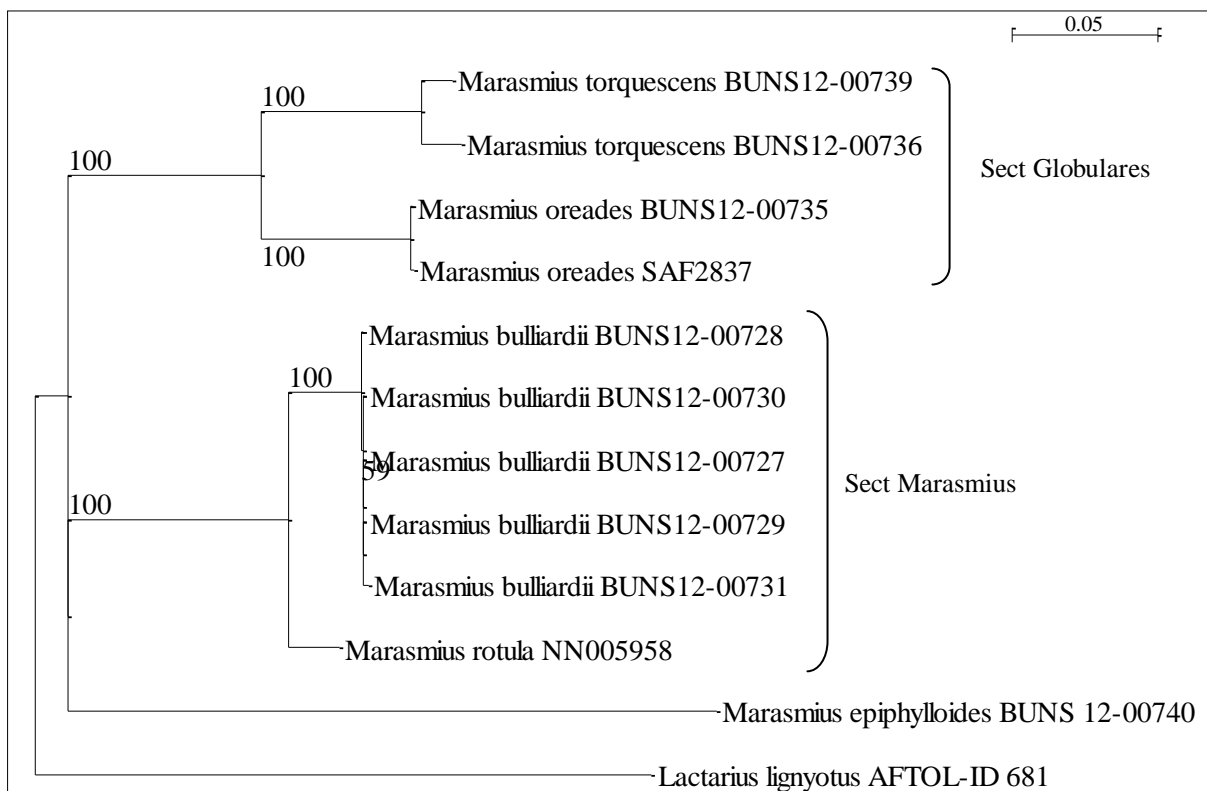 0.05
Marasmius torquescens BUNS12-00739
100
Marasmius torquescens BUNS12-00736
100
Sect Globulares
Marasmius oreades BUNS12-00735
100
Marasmius oreades SAF2837
Marasmius bulliardii BUNS12-00728
100
Marasmius bulliardii BUNS12-00730
Marasmius bulliardii BUNS12-00727
59
Sect Marasmius
100
Marasmius bulliardii BUNS12-00729
Marasmius bulliardii BUNS12-00731
Marasmius rotula NN005958
Marasmius epiphylloides BUNS 12-00740
Lactarius lignyotus AFTOL-ID 681